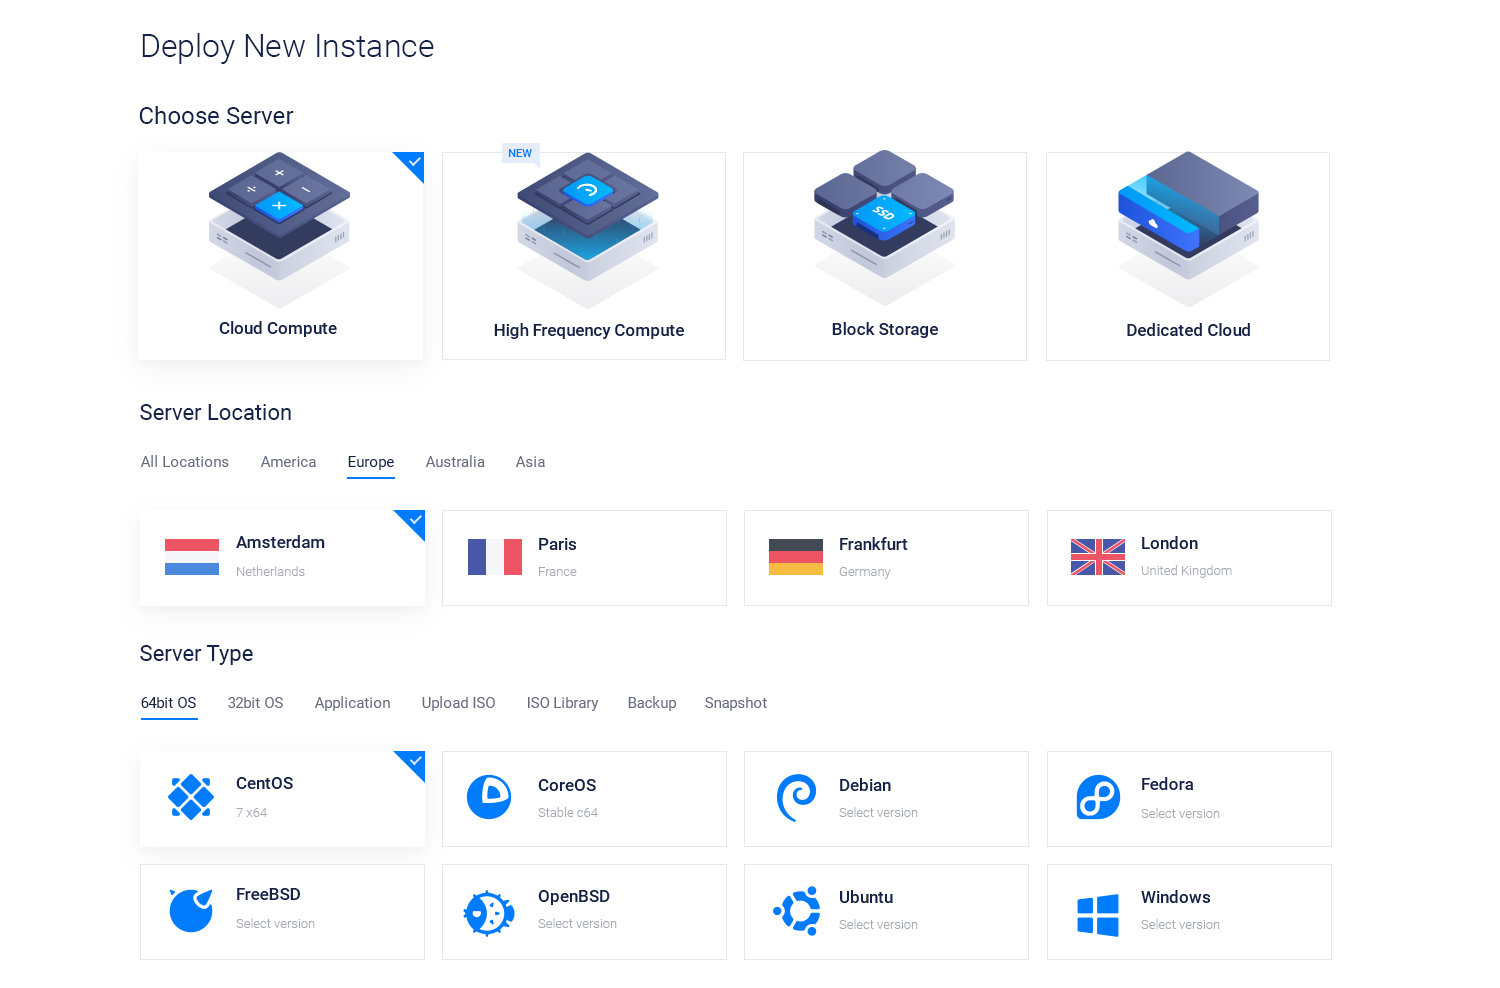 Deploy New Instance
Choose Server
NEW
SSD
Cloud Compute
High Frequency Compute
Block Storage
Dedicated Cloud
Server Location
All Locations
America
Europe
Australia
Asia
Amsterdam
Netherlands
Paris
France
Frankfurt
Germany
London
United Kingdom
Server Type
64bit OS
32bit OS
Application
Upload ISO
ISO Library
Backup
Snapshot
CentOS
7 x64
CoreOS
Stable c64
Debian
Select version
Fedora
Select version
FreeBSD
Select version
OpenBSD
Select version
Ubuntu
Select version
Windows
Select version